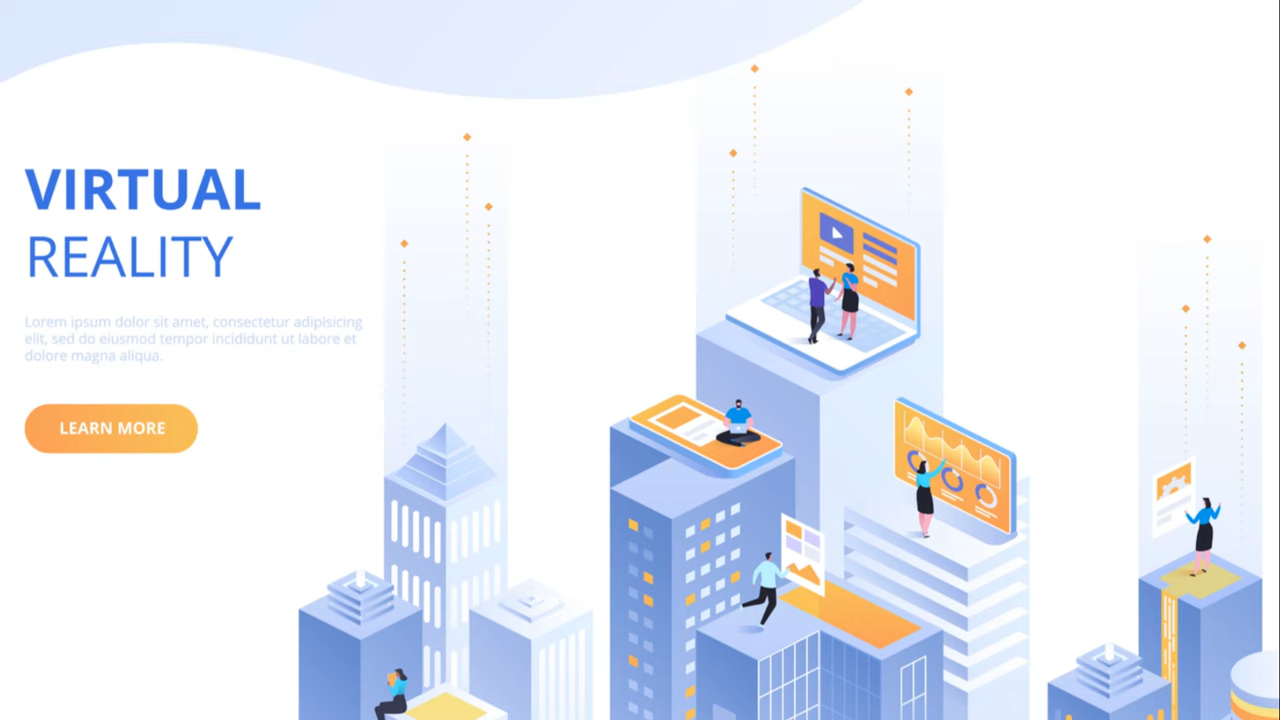 VIRTUAL
REALITY
Lorem ipsum dolor sit amet, consectetur adipisicing
elit, sed do eiusmod tempor incididunt ut labore et
dolore magna aliqua.
LEARN MORE